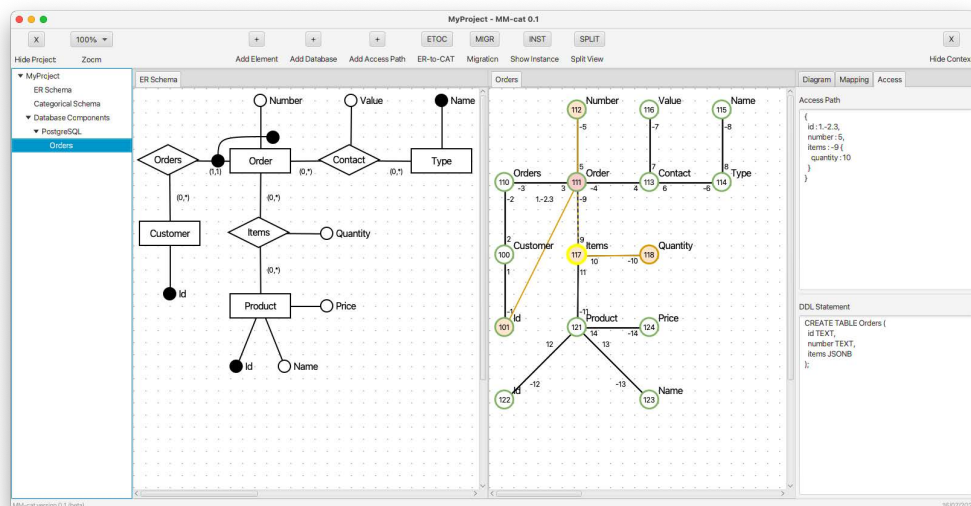 MyProject - MM-cat 0.1
X 100% + + + ETOC MIGR INST SPLIT X
Hide Project Zoom Add Element Add Database Add Access Path ER-to-CAT Migration Show Instance Split View Hide Contex
MyProject
ER Schema
Categorical Schema
Database Components
PostgreSQL
Orders
ER Schema
Number Value Name
Orders Order Contact Type
(1,1) (0,*) (0,*)
(0,*) (0,*)
Customer Items Quantity
(0,*)
Id Product Price
Id Name
Orders
112 Number 116 Value 115 Name
-5 -7 -8
5 7 8
110 Orders 111 Order 113 Contact 114 Type
-3 3 -4 4 6 -6
-2 1.-2.3 -9
2 9
100 Customer 117 Items 118 Quantity
1 10 -10
11
-1 -11
101 Id 121 Product 124 Price
14 -14
12 13
-12 -13
122 Id 123 Name
Diagram Mapping Access
Access Path
{
id : 1.-2.3,
number : 5,
items : -9 {
quantity : 10
}
}
DDL Statement
CREATE TABLE Orders (
id TEXT,
number TEXT,
items JSONB
);
MM-cat version 0.1 (beta)